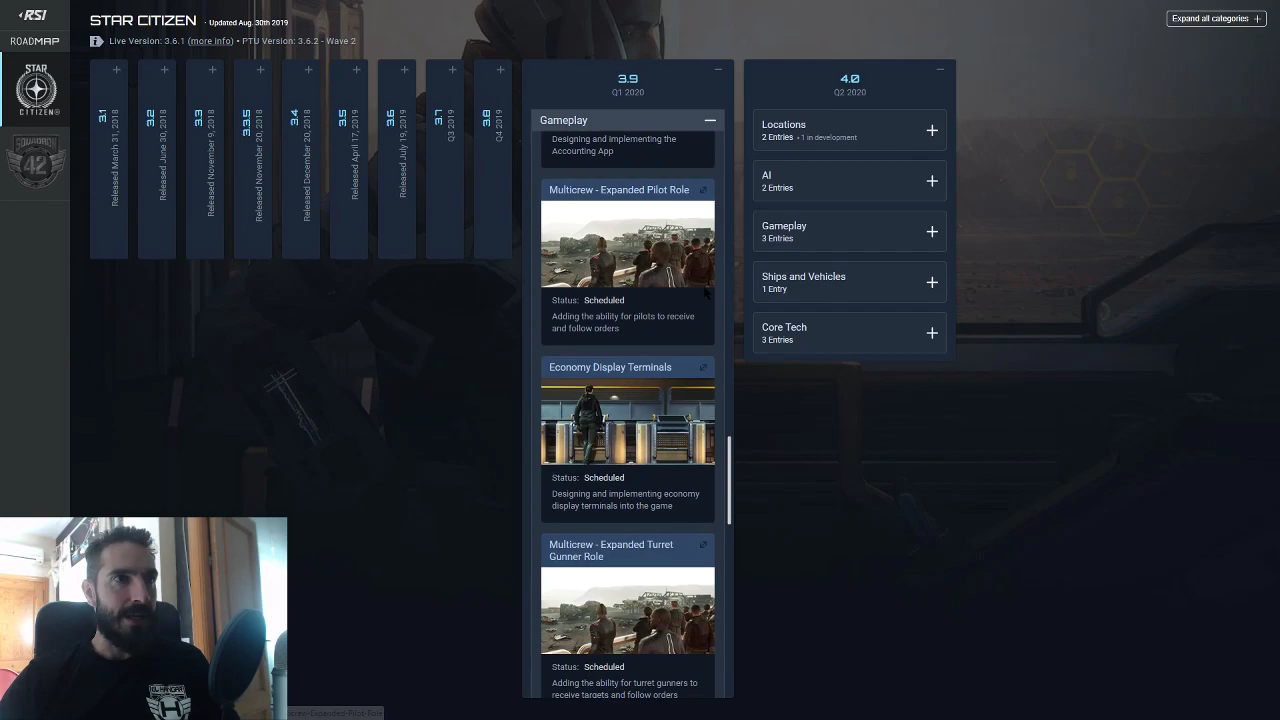 RSI
ROADMAP
STAR CITIZEN®
SQUADRON 42
STAR CITIZEN • Updated Aug. 30th 2019
Live Version: 3.6.1 (more info) • PTU Version: 3.6.2 - Wave 2
Expand all categories +
3.1
Released March 31, 2018
3.2
Released June 30, 2018
3.3
Released November 9, 2018
3.3.5
Released November 20, 2018
3.4
Released December 20, 2018
3.5
Released April 17, 2019
3.6
Released July 19, 2019
3.7
Q3 2019
3.8
Q4 2019
3.9
Q1 2020
Gameplay
Designing and implementing the
Accounting App
Multicrew - Expanded Pilot Role
Status: Scheduled
Adding the ability for pilots to receive
and follow orders
Economy Display Terminals
Status: Scheduled
Designing and implementing economy
display terminals into the game
Multicrew - Expanded Turret
Gunner Role
Status: Scheduled
Adding the ability for turret gunners to
receive targets and follow orders
4.0
Q2 2020
Locations
2 Entries • 1 in development
AI
2 Entries
Gameplay
3 Entries
Ships and Vehicles
1 Entry
Core Tech
3 Entries
H
crew-Expanded-Pilot-Role